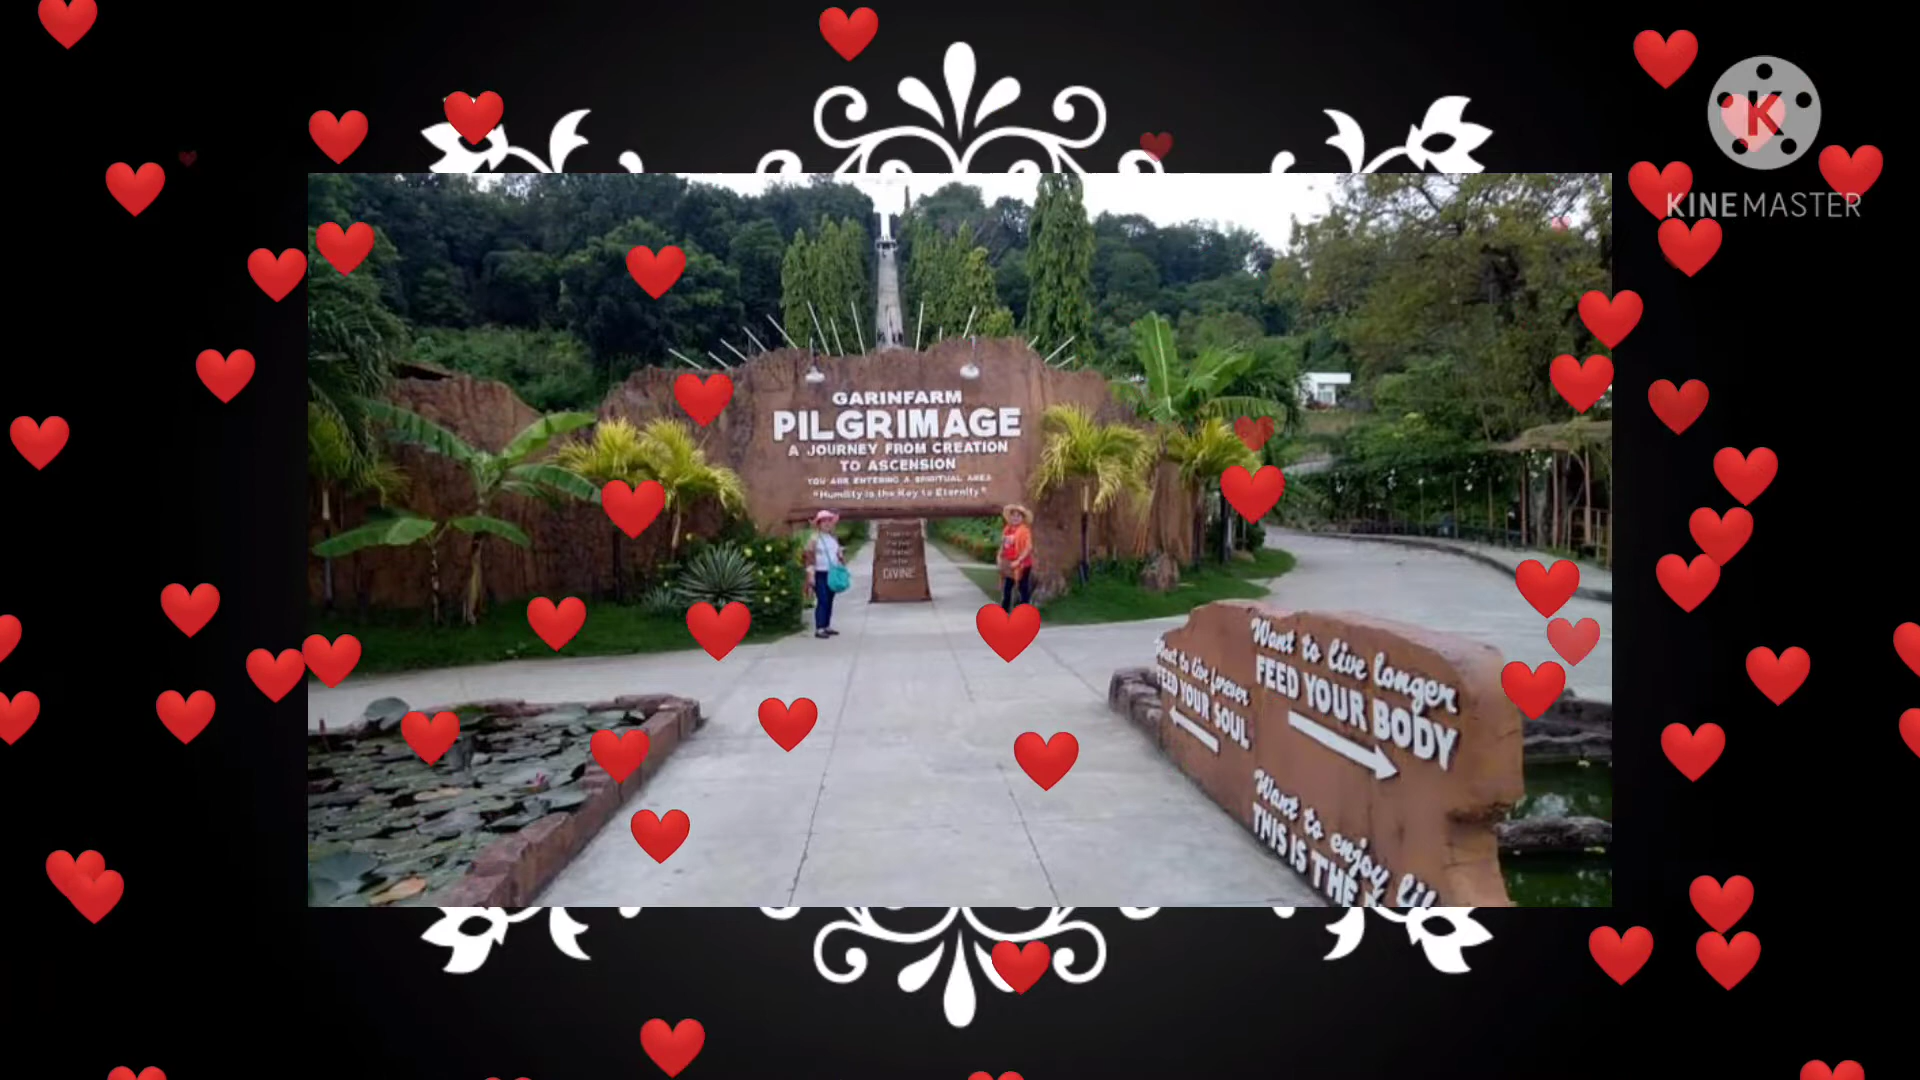 K
KINEMASTER
GARINFARM
PILGRIMAGE
A JOURNEY FROM CREATION
TO ASCENSION
YOU ARE ENTERING A SPIRITUAL AREA
"Humility is the Key to Eternity"
DIVINE
Want to live forever
FEED YOUR SOUL
Want to live longer
FEED YOUR BODY
Want to enjoy
THIS IS THE